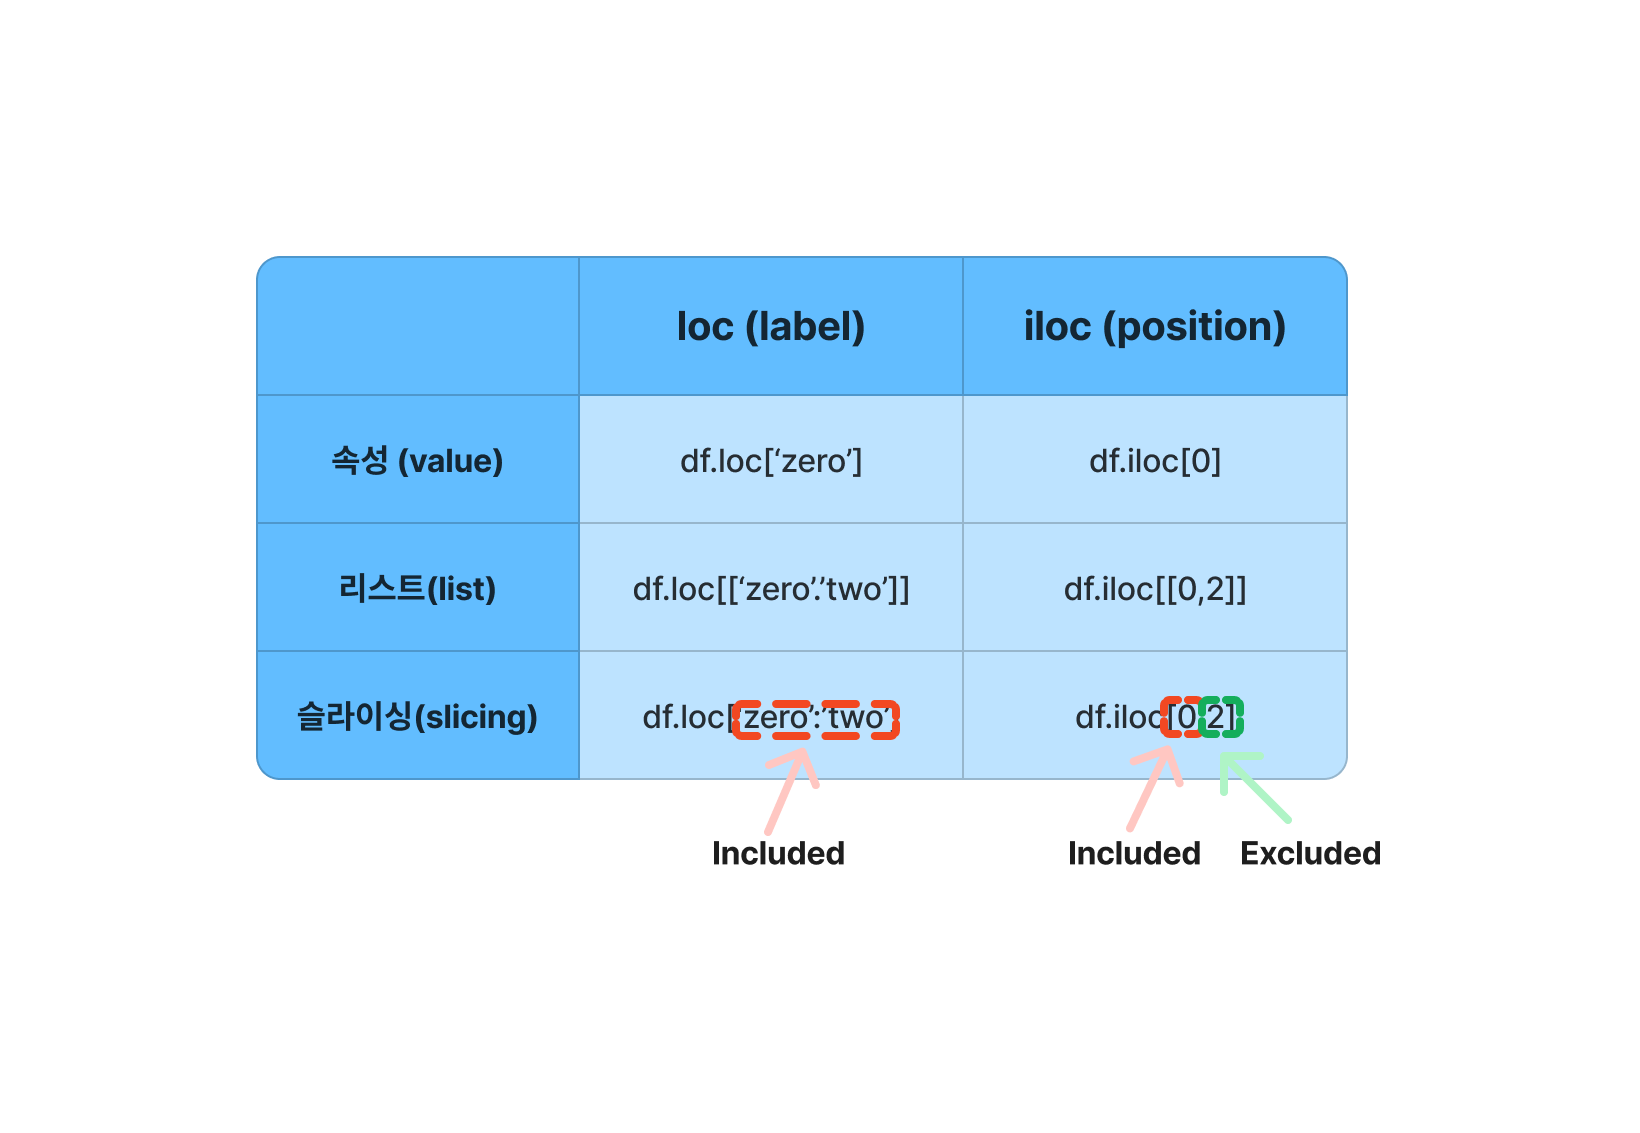 loc (label)
iloc (position)
속성 (value)
df.loc[‘zero’]
df.iloc[0]
리스트(list)
df.loc[[‘zero’.’two’]]
df.iloc[[0,2]]
슬라이싱(slicing)
df.loc[‘zero’:’two’]
df.iloc[0:2]
Included
Included
Excluded